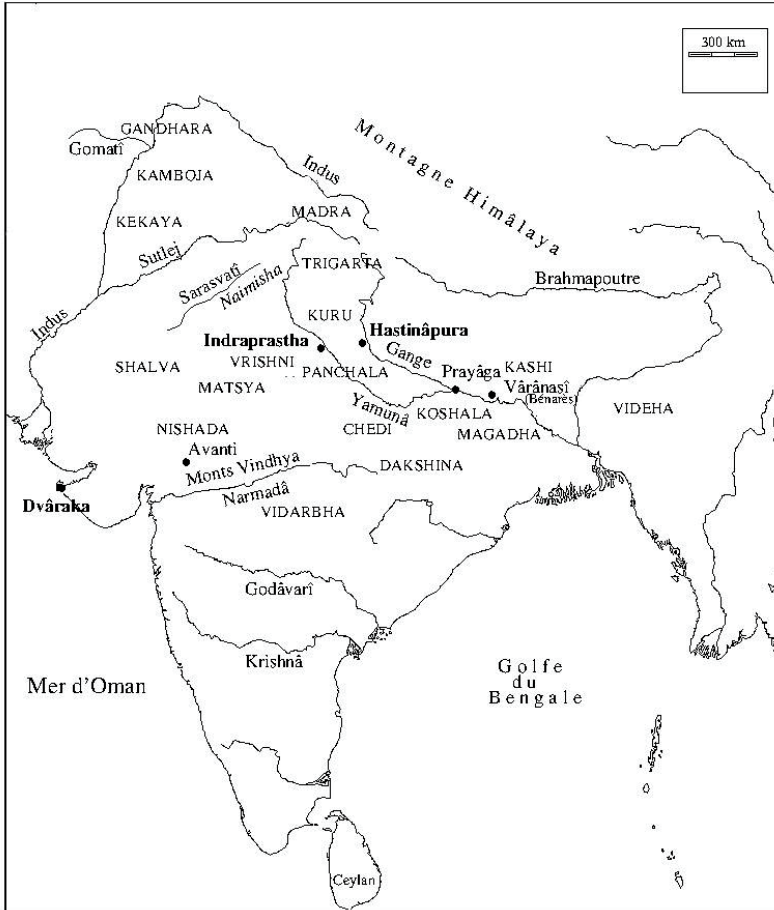 300 km
GANDHARA
Gomatî
Montagne Himâlaya
KAMBOJA
Indus
KEKAYA
MADRA
Sutlej
Sarasvatî
Naimisha
TRIGARTA
Brahmapoutre
Indus
KURU
Indraprastha
Hastinâpura
Gange
SHALVA
VRISHNI
PANCHALA
Prayâga
KASHI
MATSYA
Vârânaşî
(Bénarès)
Yamunâ
KOSHALA
VIDEHA
NISHADA
CHEDI
MAGADHA
Avanti
Monts Vindhya
DAKSHINA
Dvâraka
Narmadâ
VIDARBHA
Godâvarî
Krishnâ
Mer d'Oman
Golfe
du
Bengale
Ceylan